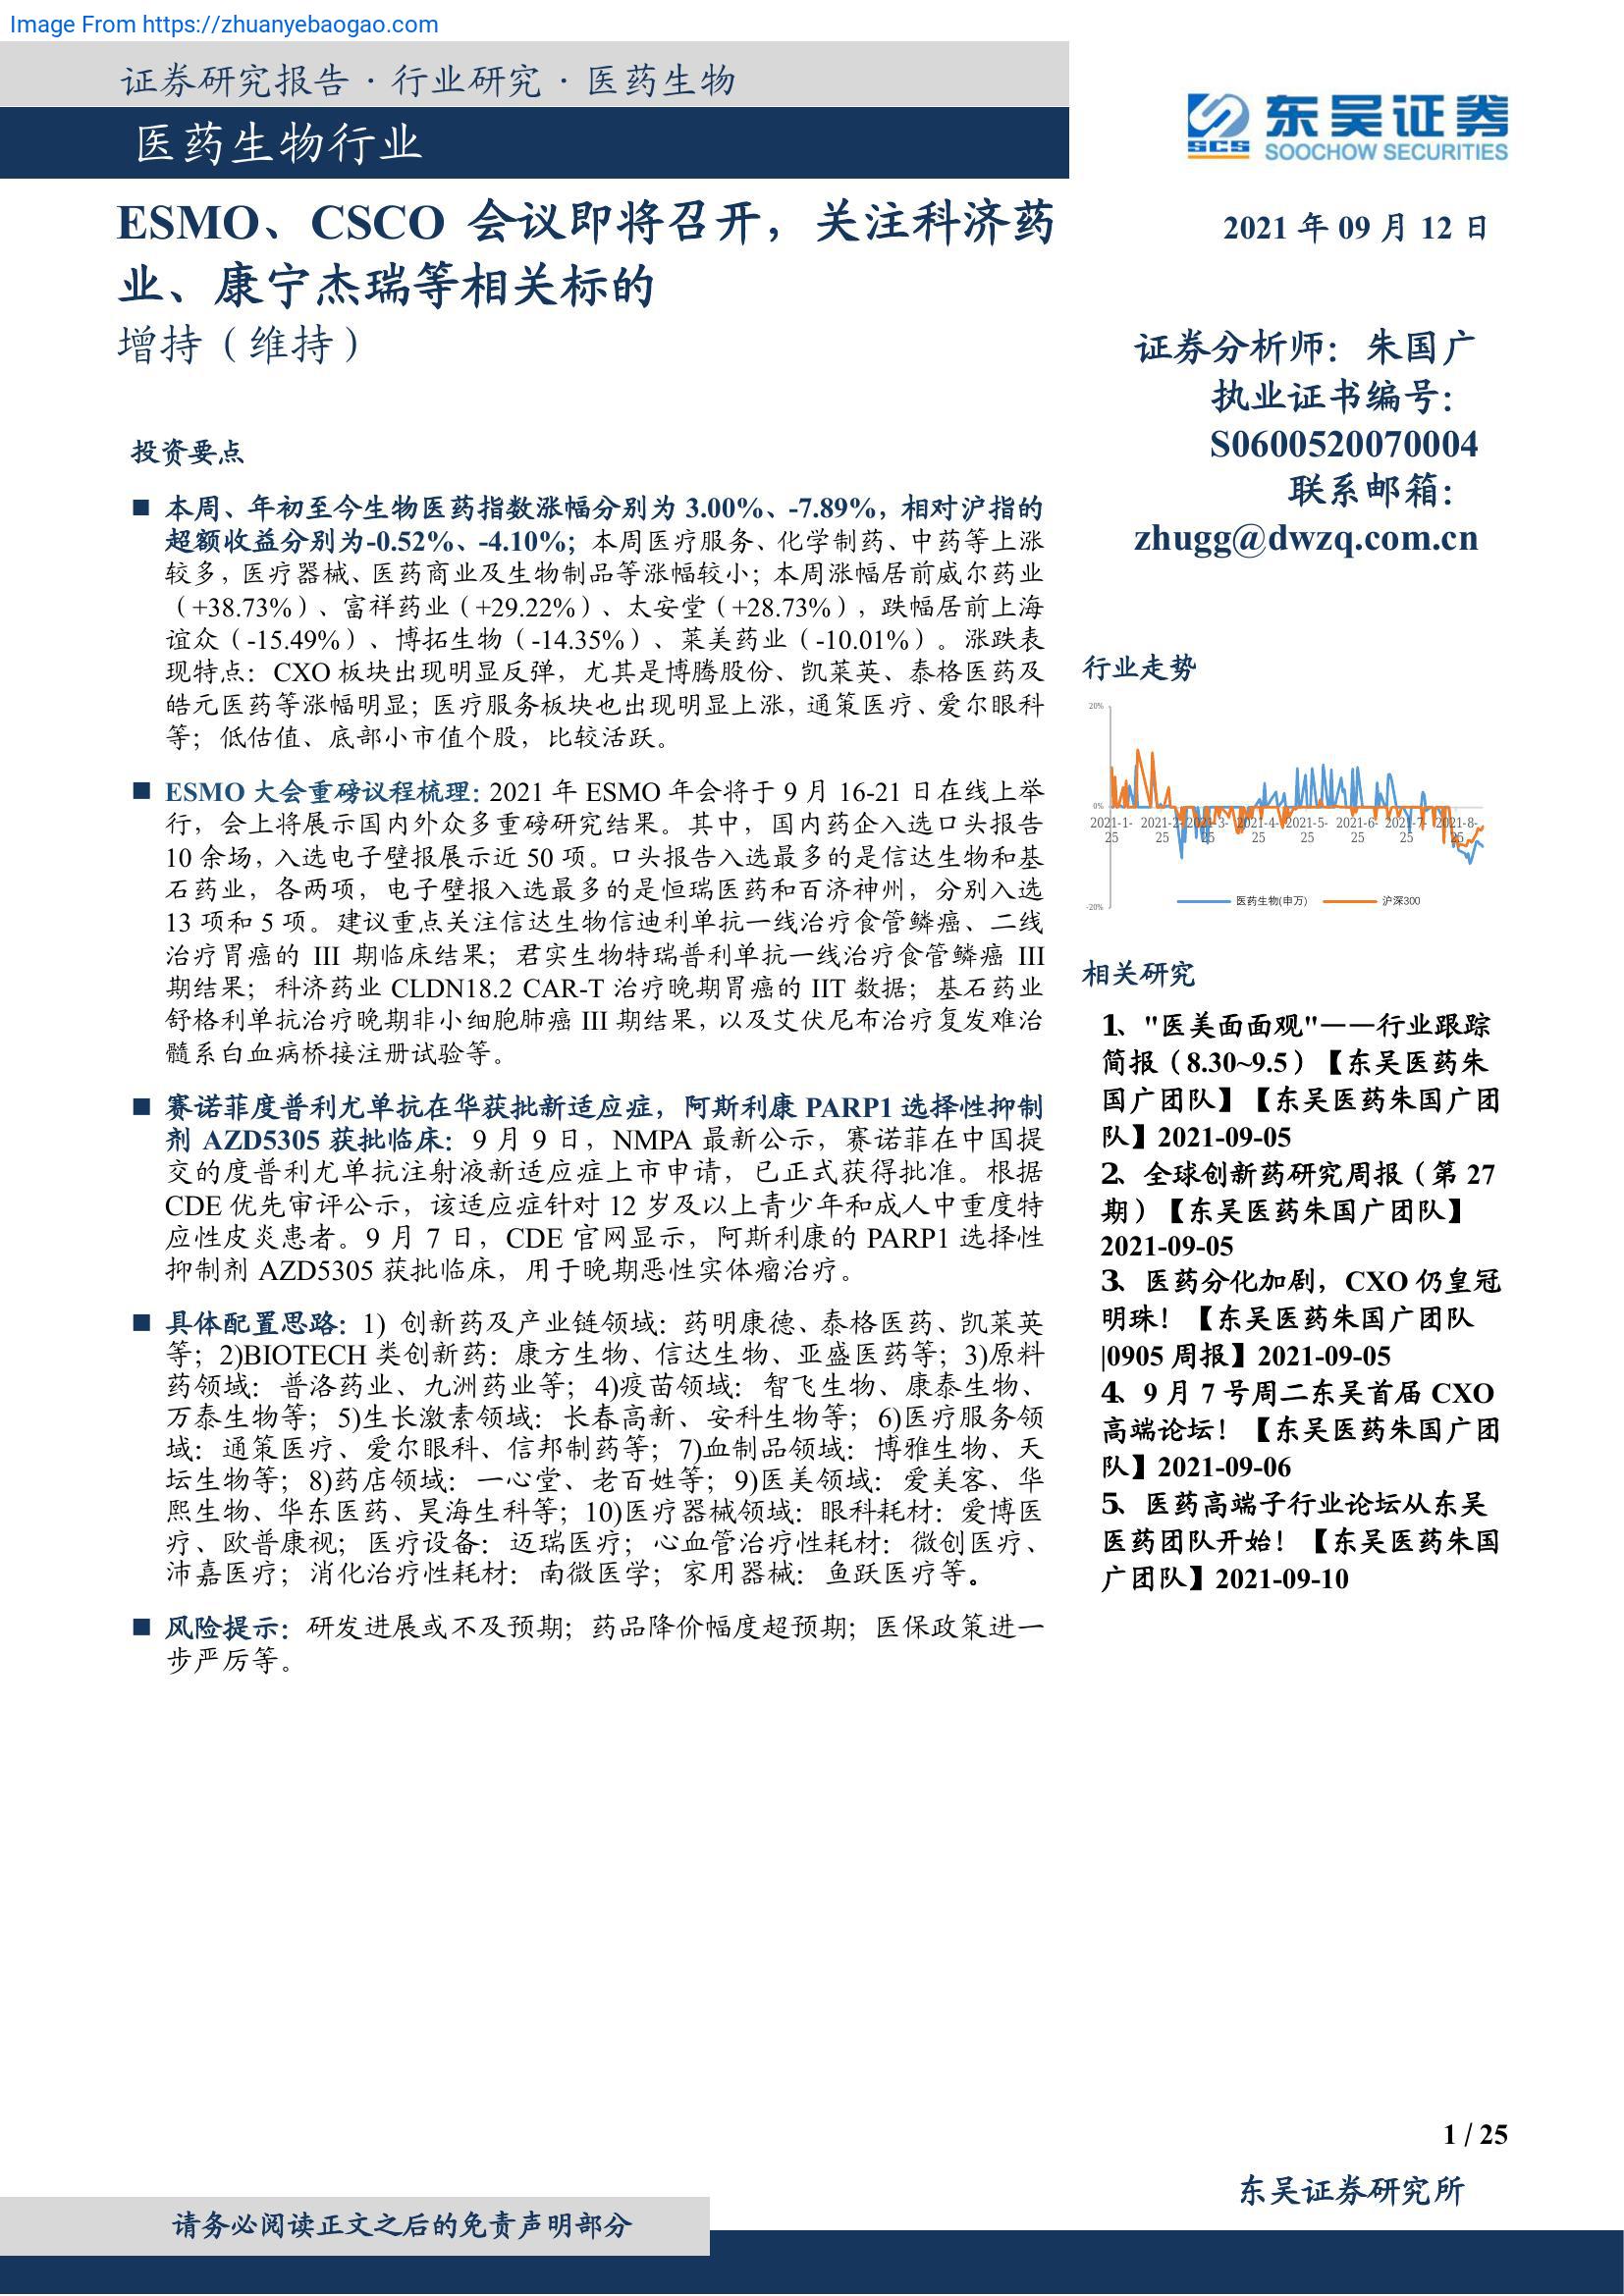 Image From https://zhuanyebaogao.com
证券研究报告·行业研究·医药生物
医药生物行业
东吴证券
SCS
SOOCHOW SECURITIES
ESMO、CSCO 会议即将召开，关注科济药
业、康宁杰瑞等相关标的
增持（维持）
2021 年 09 月 12 日
证券分析师：朱国广
执业证书编号：
S0600520070004
联系邮箱：
zhugg@dwzq.com.cn
投资要点
■ 本周、年初至今生物医药指数涨幅分别为 3.00%、-7.89%，相对沪指的
超额收益分别为-0.52%、-4.10%；本周医疗服务、化学制药、中药等上涨
较多，医疗器械、医药商业及生物制品等涨幅较小；本周涨幅居前威尔药业
（+38.73%）、富祥药业（+29.22%）、太安堂（+28.73%），跌幅居前上海
谊众（-15.49%）、博拓生物（-14.35%）、莱美药业（-10.01%）。涨跌表
现特点：CXO 板块出现明显反弹，尤其是博腾股份、凯莱英、泰格医药及
皓元医药等涨幅明显；医疗服务板块也出现明显上涨，通策医疗、爱尔眼科
等；低估值、底部小市值个股，比较活跃。
■ ESMO 大会重磅议程梳理：2021 年 ESMO 年会将于 9 月 16-21 日在线上举
行，会上将展示国内外众多重磅研究结果。其中，国内药企入选口头报告
10 余场，入选电子壁报展示近 50 项。口头报告入选最多的是信达生物和基
石药业，各两项，电子壁报入选最多的是恒瑞医药和百济神州，分别入选
13 项和 5 项。建议重点关注信达生物信迪利单抗一线治疗食管鳞癌、二线
治疗胃癌的 III 期临床结果；君实生物特瑞普利单抗一线治疗食管鳞癌 III
期结果；科济药业 CLDN18.2 CAR-T 治疗晚期胃癌的 IIT 数据；基石药业
舒格利单抗治疗晚期非小细胞肺癌 III 期结果，以及艾伏尼布治疗复发难治
髓系白血病桥接注册试验等。
■ 赛诺菲度普利尤单抗在华获批新适应症，阿斯利康 PARP1 选择性抑制
剂 AZD5305 获批临床：9 月 9 日，NMPA 最新公示，赛诺菲在中国提
交的度普利尤单抗注射液新适应症上市申请，已正式获得批准。根据
CDE 优先审评公示，该适应症针对 12 岁及以上青少年和成人中重度特
应性皮炎患者。9 月 7 日，CDE 官网显示，阿斯利康的 PARP1 选择性
抑制剂 AZD5305 获批临床，用于晚期恶性实体瘤治疗。
■ 具体配置思路：1) 创新药及产业链领域：药明康德、泰格医药、凯莱英
等；2)BIOTECH 类创新药：康方生物、信达生物、亚盛医药等；3)原料
药领域：普洛药业、九洲药业等；4)疫苗领域：智飞生物、康泰生物、
万泰生物等；5)生长激素领域：长春高新、安科生物等；6)医疗服务领
域：通策医疗、爱尔眼科、信邦制药等；7)血制品领域：博雅生物、天
坛生物等；8)药店领域：一心堂、老百姓等；9)医美领域：爱美客、华
熙生物、华东医药、昊海生科等；10)医疗器械领域：眼科耗材：爱博医
疗、欧普康视；医疗设备：迈瑞医疗；心血管治疗性耗材：微创医疗、
沛嘉医疗；消化治疗性耗材：南微医学；家用器械：鱼跃医疗等。
■ 风险提示：研发进展或不及预期；药品降价幅度超预期；医保政策进一
步严厉等。
行业走势
20%
0%
2021-1-25 2021-2-25 2021-3-25 2021-4-25 2021-5-25 2021-6-25 2021-7-25 2021-8-25
-20%
医药生物(申万) 沪深300
相关研究
1、"医美面面观"——行业跟踪
简报（8.30~9.5）【东吴医药朱
国广团队】【东吴医药朱国广团
队】2021-09-05
2、全球创新药研究周报（第 27
期）【东吴医药朱国广团队】
2021-09-05
3、医药分化加剧，CXO 仍皇冠
明珠！【东吴医药朱国广团队
|0905 周报】2021-09-05
4、9 月 7 号周二东吴首届 CXO
高端论坛！【东吴医药朱国广团
队】2021-09-06
5、医药高端子行业论坛从东吴
医药团队开始！【东吴医药朱国
广团队】2021-09-10
1 / 25
东吴证券研究所
请务必阅读正文之后的免责声明部分